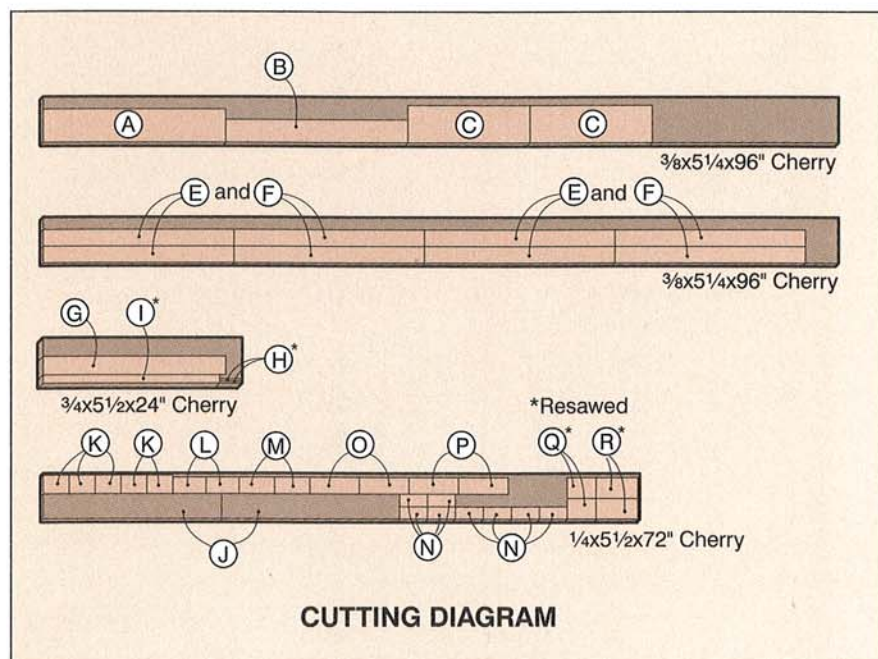 B
A
C
C
⅜x5¼x96" Cherry
E and F
E and F
⅜x5¼x96" Cherry
G
I*
H*
¾x5½x24" Cherry
*Resawed
K
K
L
M
O
P
Q*
R*
J
N
N
¼x5½x72" Cherry
CUTTING DIAGRAM